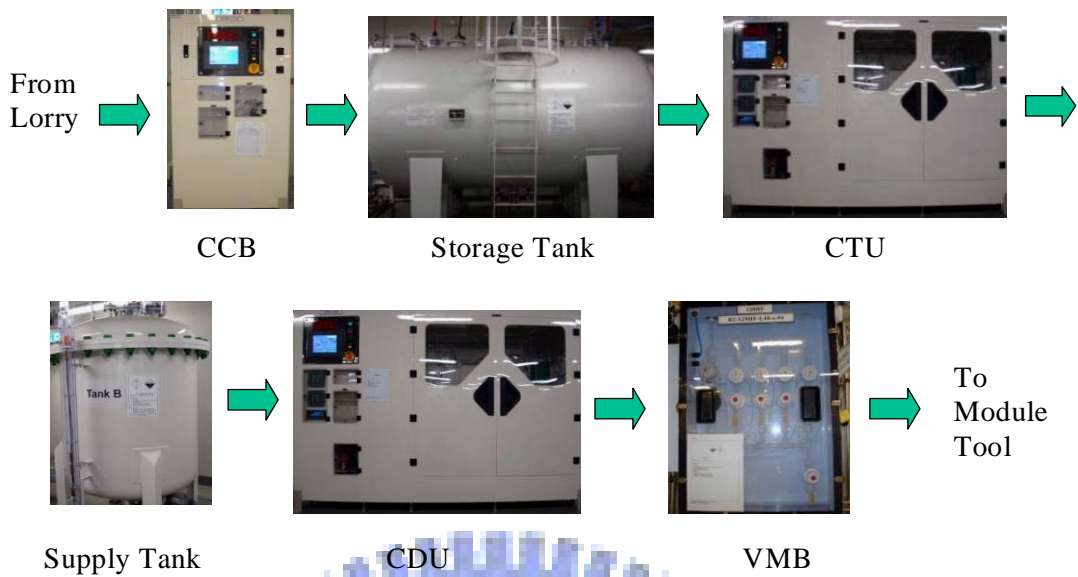 From
Lorry
CCB
Storage Tank
CTU
Tank B
Supply Tank
CDU
VMB
To
Module
Tool